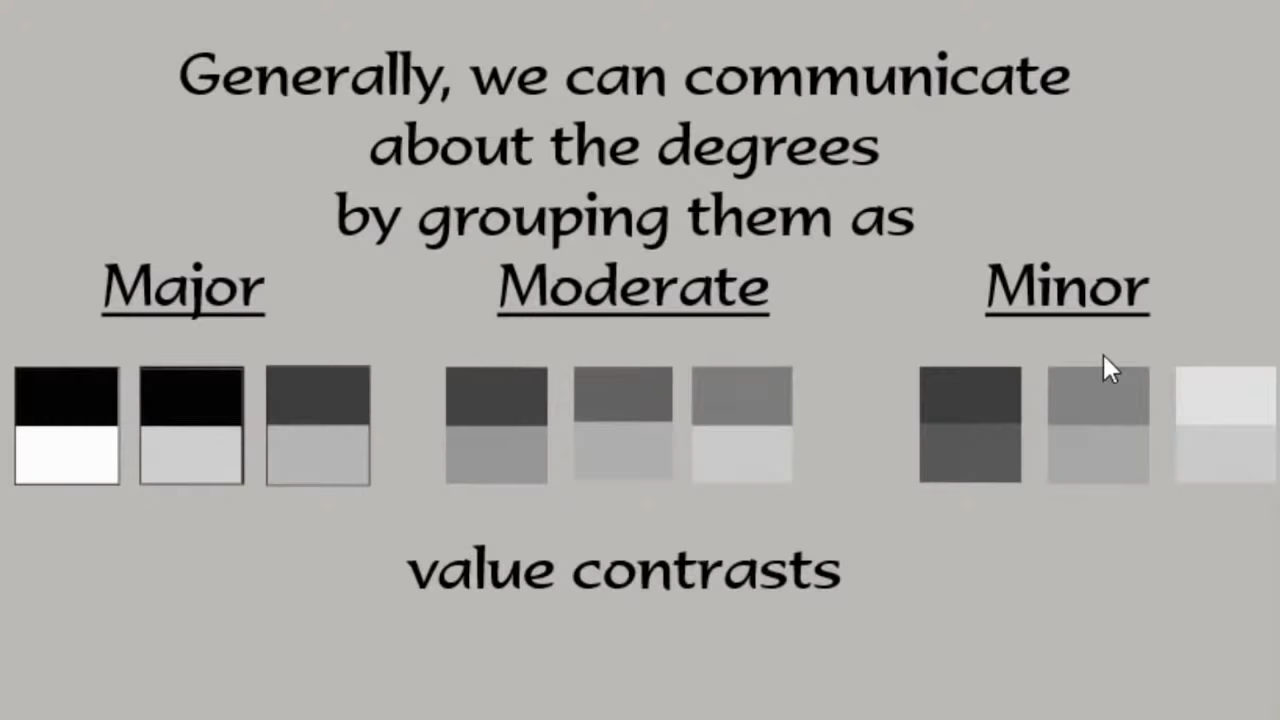 Generally, we can communicate
about the degrees
by grouping them as
Major Moderate Minor
value contrasts